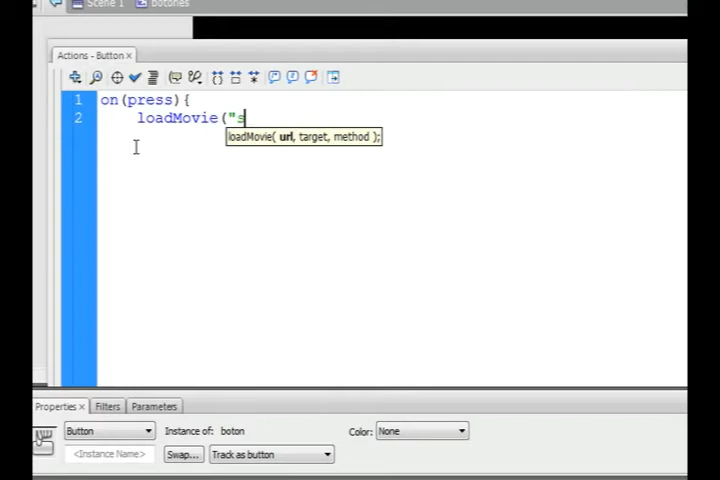 Scene 1 botones
Actions - Button ×
1 on(press){
2 loadMovie("s
loadMovie( url, target, method );
Properties × Filters Parameters
Button Instance of: boton Color: None
<Instance Name> Swap... Track as button